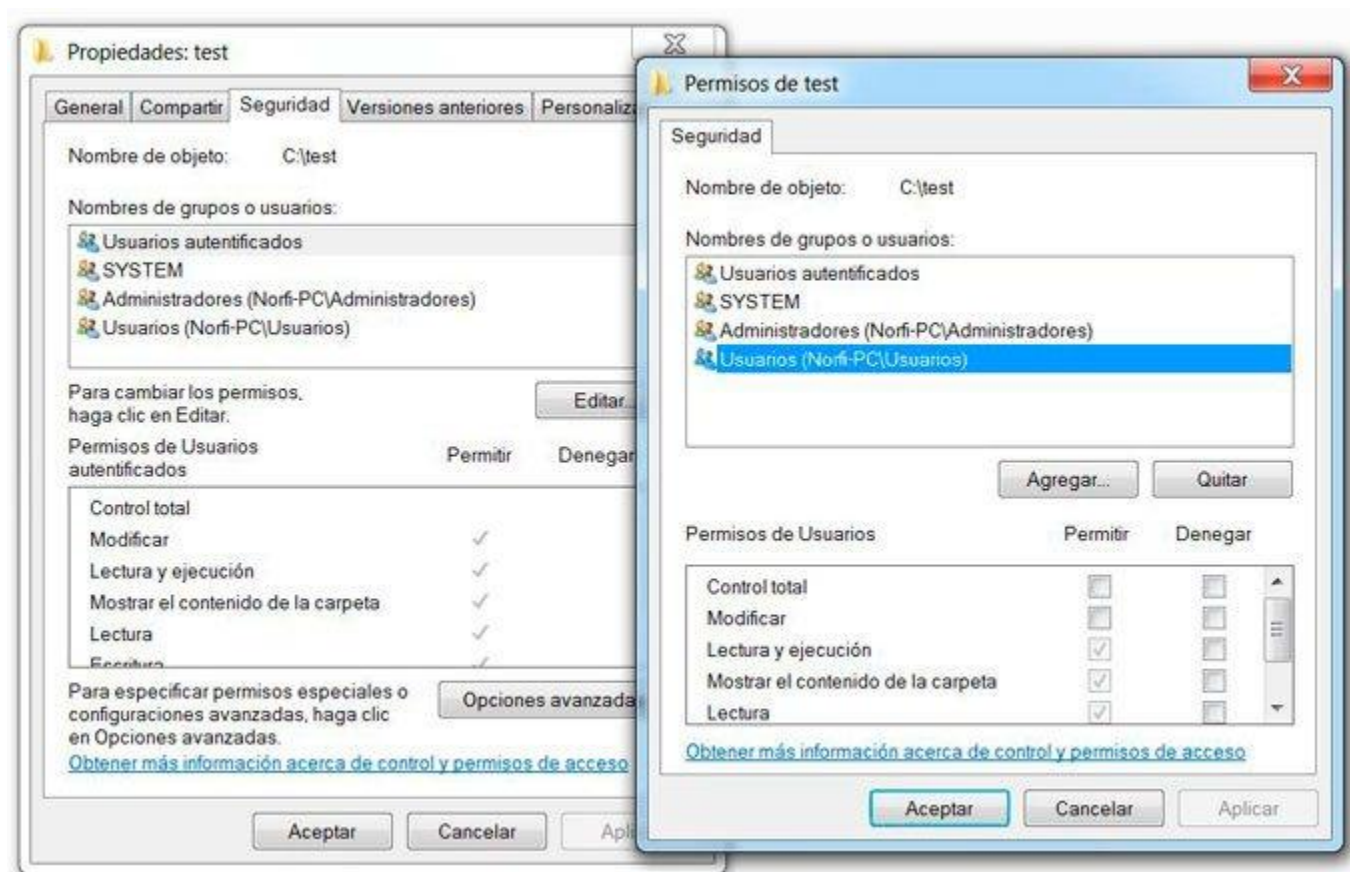 Propiedades: test
General Compartir Seguridad Versiones anteriores
Nombre de objeto: C:\test
Nombres de grupos o usuarios:
Usuarios autentificados
SYSTEM
Administradores (Norfi-PC\Administradores)
Usuarios (Norfi-PC\Usuarios)
Para cambiar los permisos,
haga clic en Editar.
Editar...
Permisos de Usuarios
autentificados
Permitir Denegar
Control total
Modificar
Lectura y ejecución
Mostrar el contenido de la carpeta
Lectura
Escritura
Para especificar permisos especiales o
configuraciones avanzadas, haga clic
en Opciones avanzadas.
Opciones avanzada
Obtener más información acerca de control y permisos de acceso
Aceptar Cancelar
Permisos de test
Seguridad
Nombre de objeto: C:\test
Nombres de grupos o usuarios:
Usuarios autentificados
SYSTEM
Administradores (Norfi-PC\Administradores)
Usuarios (Norfi-PC\Usuarios)
Agregar... Quitar
Permisos de Usuarios Permitir Denegar
Control total
Modificar
Lectura y ejecución
Mostrar el contenido de la carpeta
Lectura
Obtener más información acerca de control y permisos de acceso
Aceptar Cancelar Aplicar